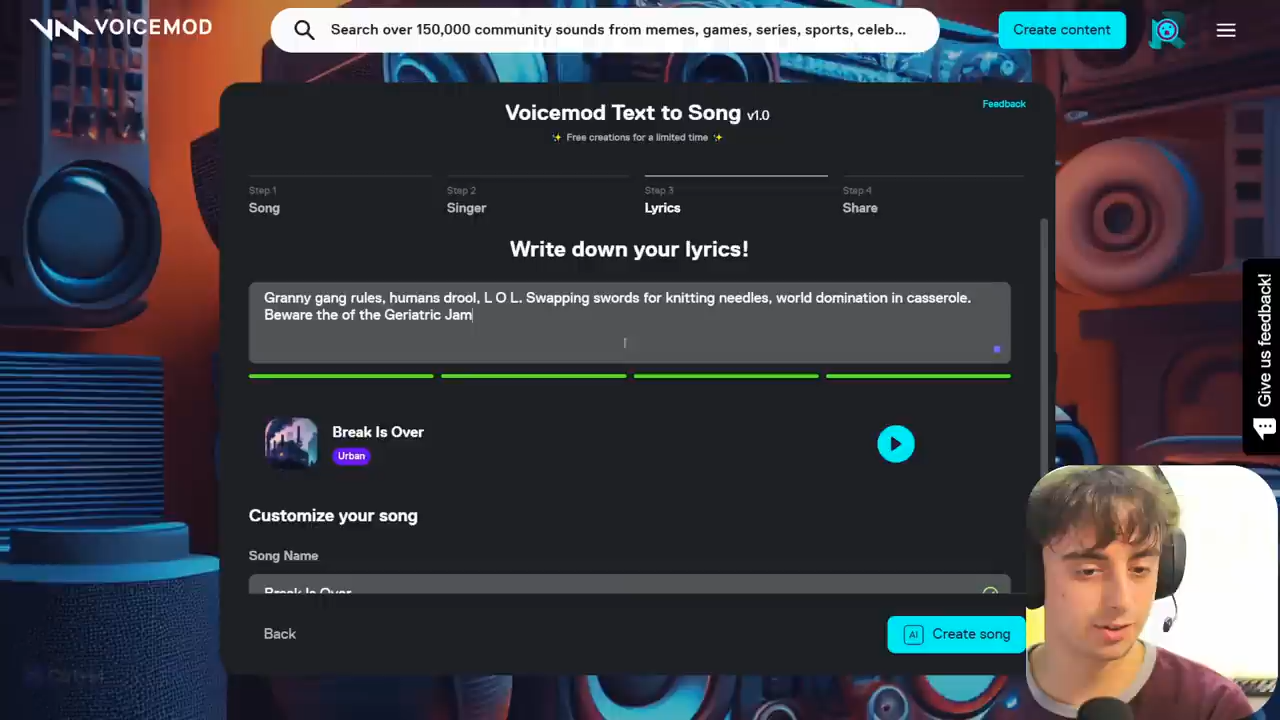 VOICEMOD
Search over 150,000 community sounds from memes, games, series, sports, celeb...
Create content
Voicemod Text to Song v1.0
Feedback
✨ Free creations for a limited time ✨
Step 1
Song
Step 2
Singer
Step 3
Lyrics
Step 4
Share
Write down your lyrics!
Granny gang rules, humans drool, L O L. Swapping swords for knitting needles, world domination in casserole.
Beware the of the Geriatric Jam
Break Is Over
Urban
Customize your song
Song Name
Break Is Over
Back
AI Create song
Give us feedback!